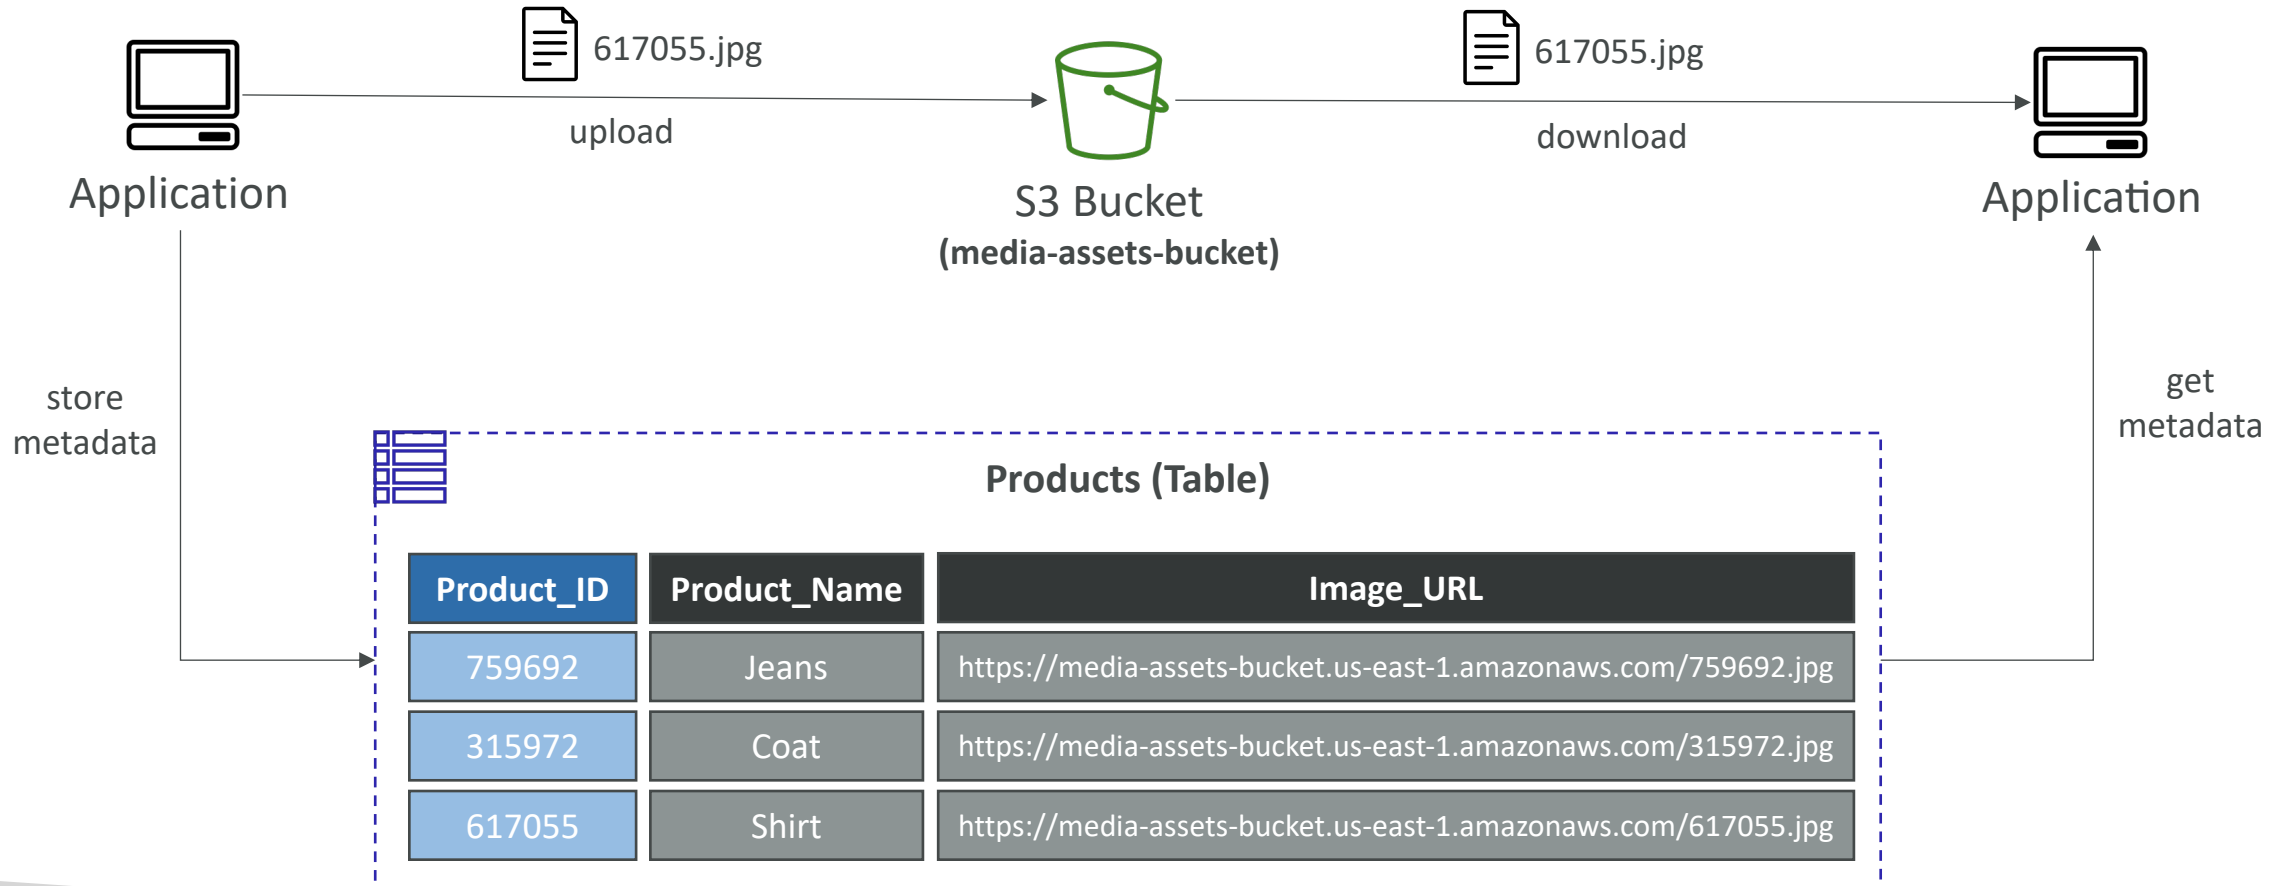 617055.jpg
617055.jpg
upload
download
Application
S3 Bucket
(media-assets-bucket)
Application
store
metadata
get
metadata
Products (Table)
Product_ID Product_Name Image_URL
759692 Jeans https://media-assets-bucket.us-east-1.amazonaws.com/759692.jpg
315972 Coat https://media-assets-bucket.us-east-1.amazonaws.com/315972.jpg
617055 Shirt https://media-assets-bucket.us-east-1.amazonaws.com/617055.jpg